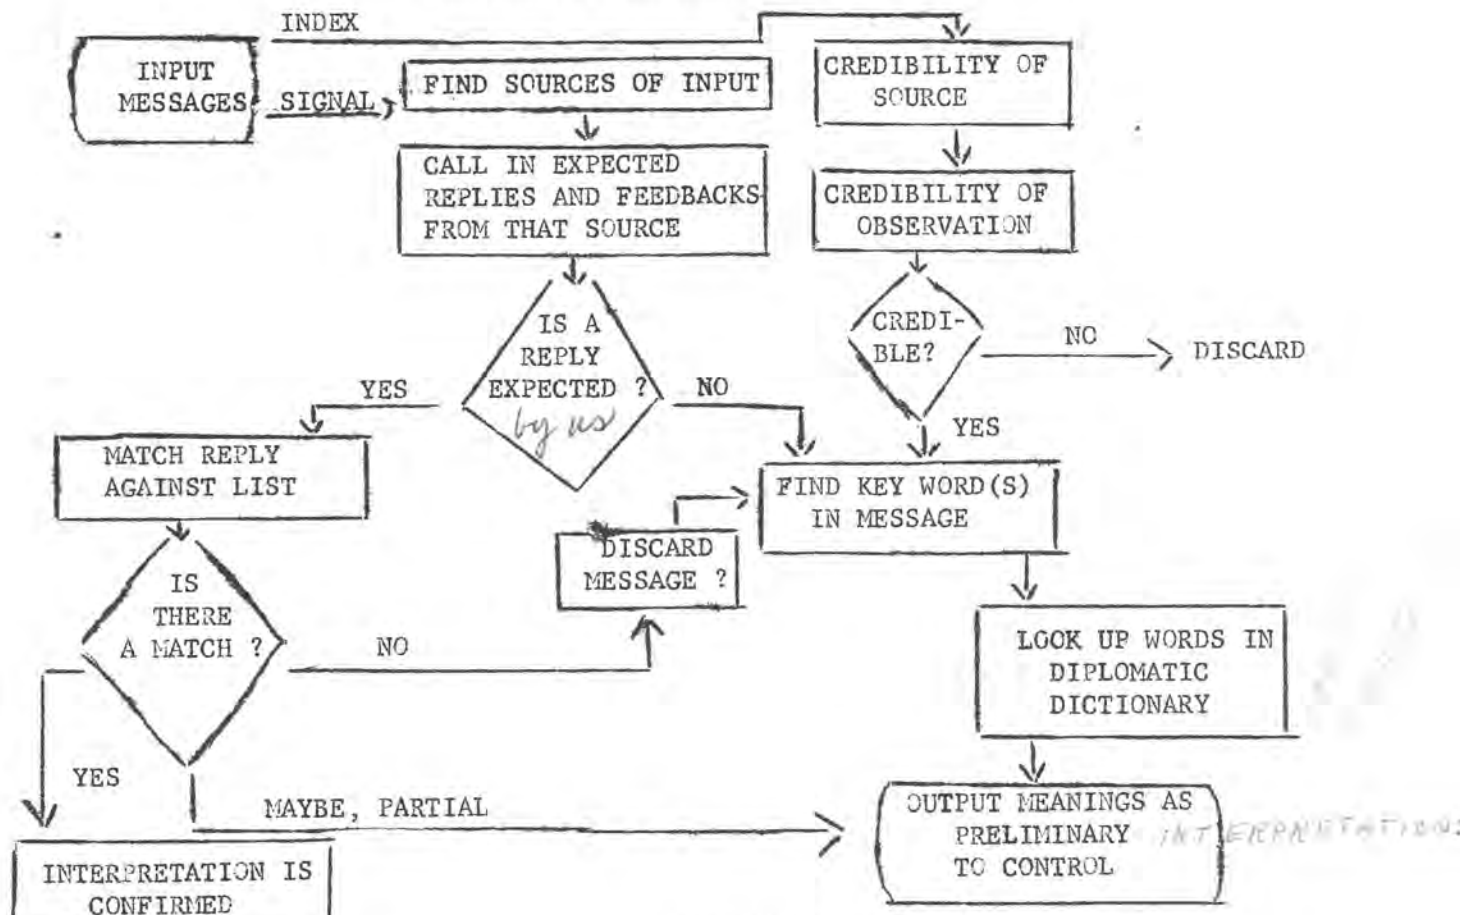 INDEX
INPUT
MESSAGES
SIGNAL
FIND SOURCES OF INPUT
CREDIBILITY OF
SOURCE
CALL IN EXPECTED
REPLIES AND FEEDBACKS
FROM THAT SOURCE
CREDIBILITY OF
OBSERVATION
IS A
REPLY
EXPECTED ?
by us
YES
NO
CREDI-
BLE?
NO
DISCARD
YES
MATCH REPLY
AGAINST LIST
FIND KEY WORD(S)
IN MESSAGE
DISCARD
MESSAGE ?
IS
THERE
A MATCH ?
NO
LOOK UP WORDS IN
DIPLOMATIC
DICTIONARY
YES
MAYBE, PARTIAL
OUTPUT MEANINGS AS
PRELIMINARY INTERPRETATIONS
TO CONTROL
INTERPRETATION IS
CONFIRMED